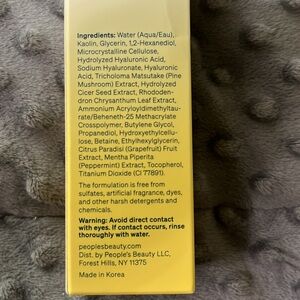 Ingredients: Water (Aqua/Eau),
Kaolin, Glycerin, 1,2-Hexanediol,
Microcrystalline Cellulose,
Hydrolyzed Hyaluronic Acid,
Sodium Hyaluronate, Hyaluronic
Acid, Tricholoma Matsutake (Pine
Mushroom) Extract, Hydrolyzed
Cicer Seed Extract, Rhododen-
dron Chrysanthum Leaf Extract,
Ammonium Acryloyldimethyltau-
rate/Beheneth-25 Methacrylate
Crosspolymer, Butylene Glycol,
Propanediol, Hydroxyethylcellu-
lose, Betaine, Ethylhexylglycerin,
Citrus Paradisi (Grapefruit) Fruit
Extract, Mentha Piperita
(Peppermint) Extract, Tocopherol,
Titanium Dioxide (CI 77891).
The formulation is free from
sulfates, artificial fragrance, dyes,
and other harsh detergents and
chemicals.
Warning: Avoid direct contact
with eyes. If contact occurs, rinse
thoroughly with water.
peoplesbeauty.com
Dist. by People's Beauty LLC,
Forest Hills, NY 11375
Made in Korea